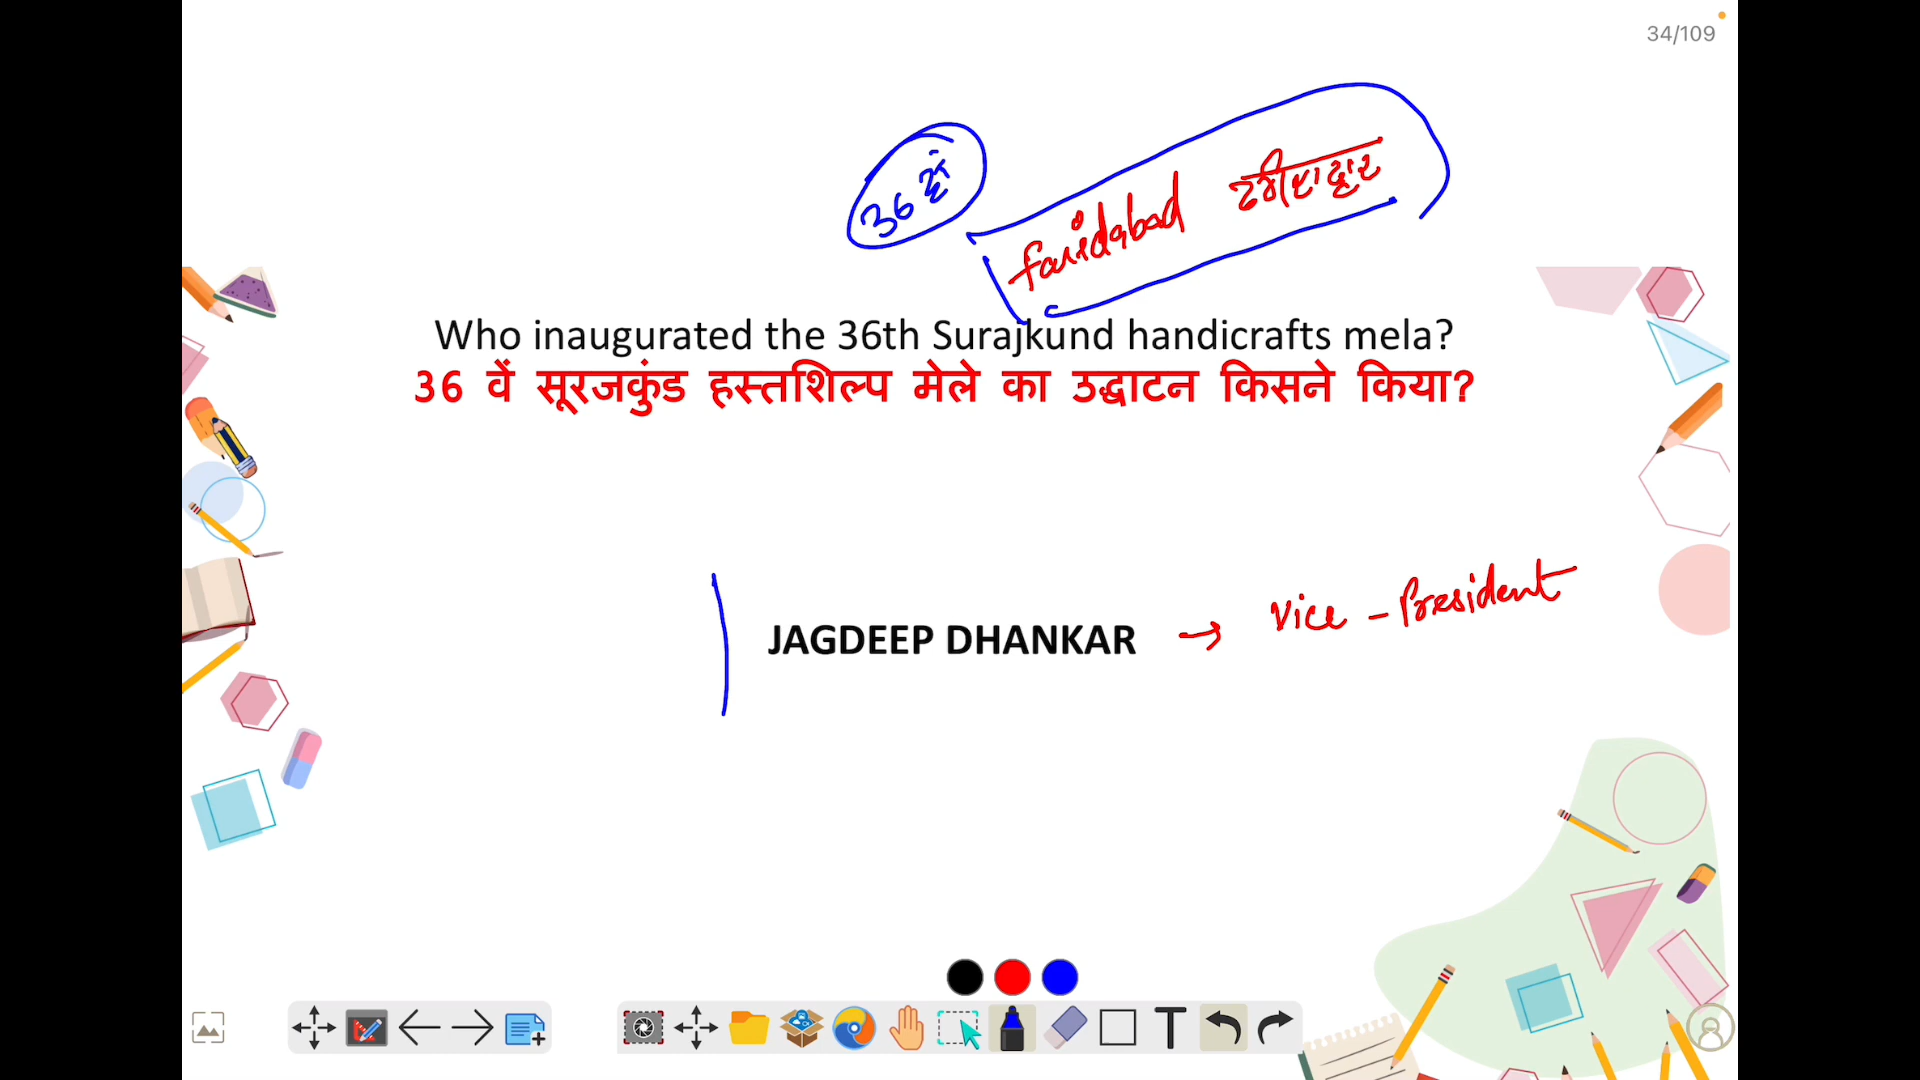 34/109
36 वां
Faridabad
Who inaugurated the 36th Surajkund handicrafts mela?
36 वें सूरजकुंड हस्तशिल्प मेले का उद्घाटन किसने किया?
JAGDEEP DHANKAR → Vice - President
T